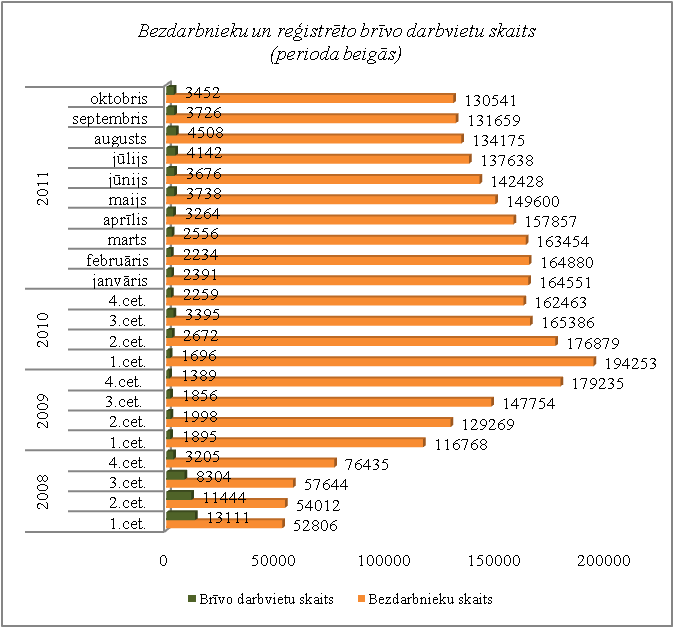 Bezdarbnieku un reģistrēto brīvo darbvietu skaits
(perioda beigās)
2011
oktobris 3452 130541
septembris 3726 131659
augusts 4508 134175
jūlijs 4142 137638
jūnijs 3676 142428
maijs 3738 149600
aprīlis 3264 157857
marts 2556 163454
februāris 2234 164880
janvāris 2391 164551
2010
4.cet. 2259 162463
3.cet. 3395 165386
2.cet. 2672 176879
1.cet. 1696 194253
2009
4.cet. 1389 179235
3.cet. 1856 147754
2.cet. 1998 129269
1.cet. 1895 116768
2008
4.cet. 3205 76435
3.cet. 8304 57644
2.cet. 11444 54012
1.cet. 13111 52806
0 50000 100000 150000 200000
Brīvo darbvietu skaits Bezdarbnieku skaits